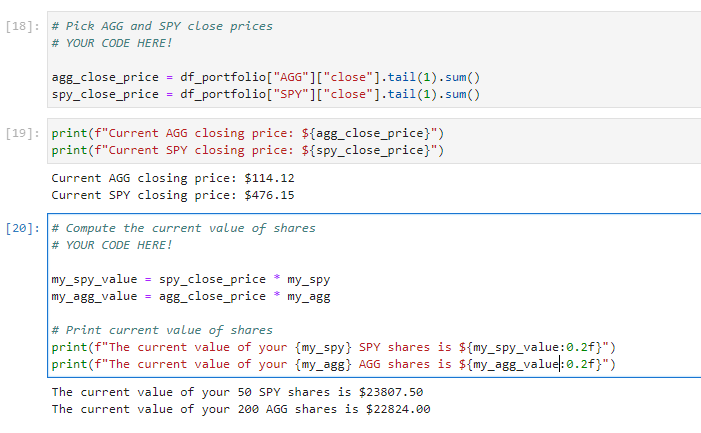 [18]: # Pick AGG and SPY close prices
# YOUR CODE HERE!
agg_close_price = df_portfolio["AGG"]["close"].tail(1).sum()
spy_close_price = df_portfolio["SPY"]["close"].tail(1).sum()
[19]: print(f"Current AGG closing price: ${agg_close_price}")
print(f"Current SPY closing price: ${spy_close_price}")
Current AGG closing price: $114.12
Current SPY closing price: $476.15
[20]: # Compute the current value of shares
# YOUR CODE HERE!
my_spy_value = spy_close_price * my_spy
my_agg_value = agg_close_price * my_agg
# Print current value of shares
print(f"The current value of your {my_spy} SPY shares is ${my_spy_value:0.2f}")
print(f"The current value of your {my_agg} AGG shares is ${my_agg_value:0.2f}")
The current value of your 50 SPY shares is $23807.50
The current value of your 200 AGG shares is $22824.00